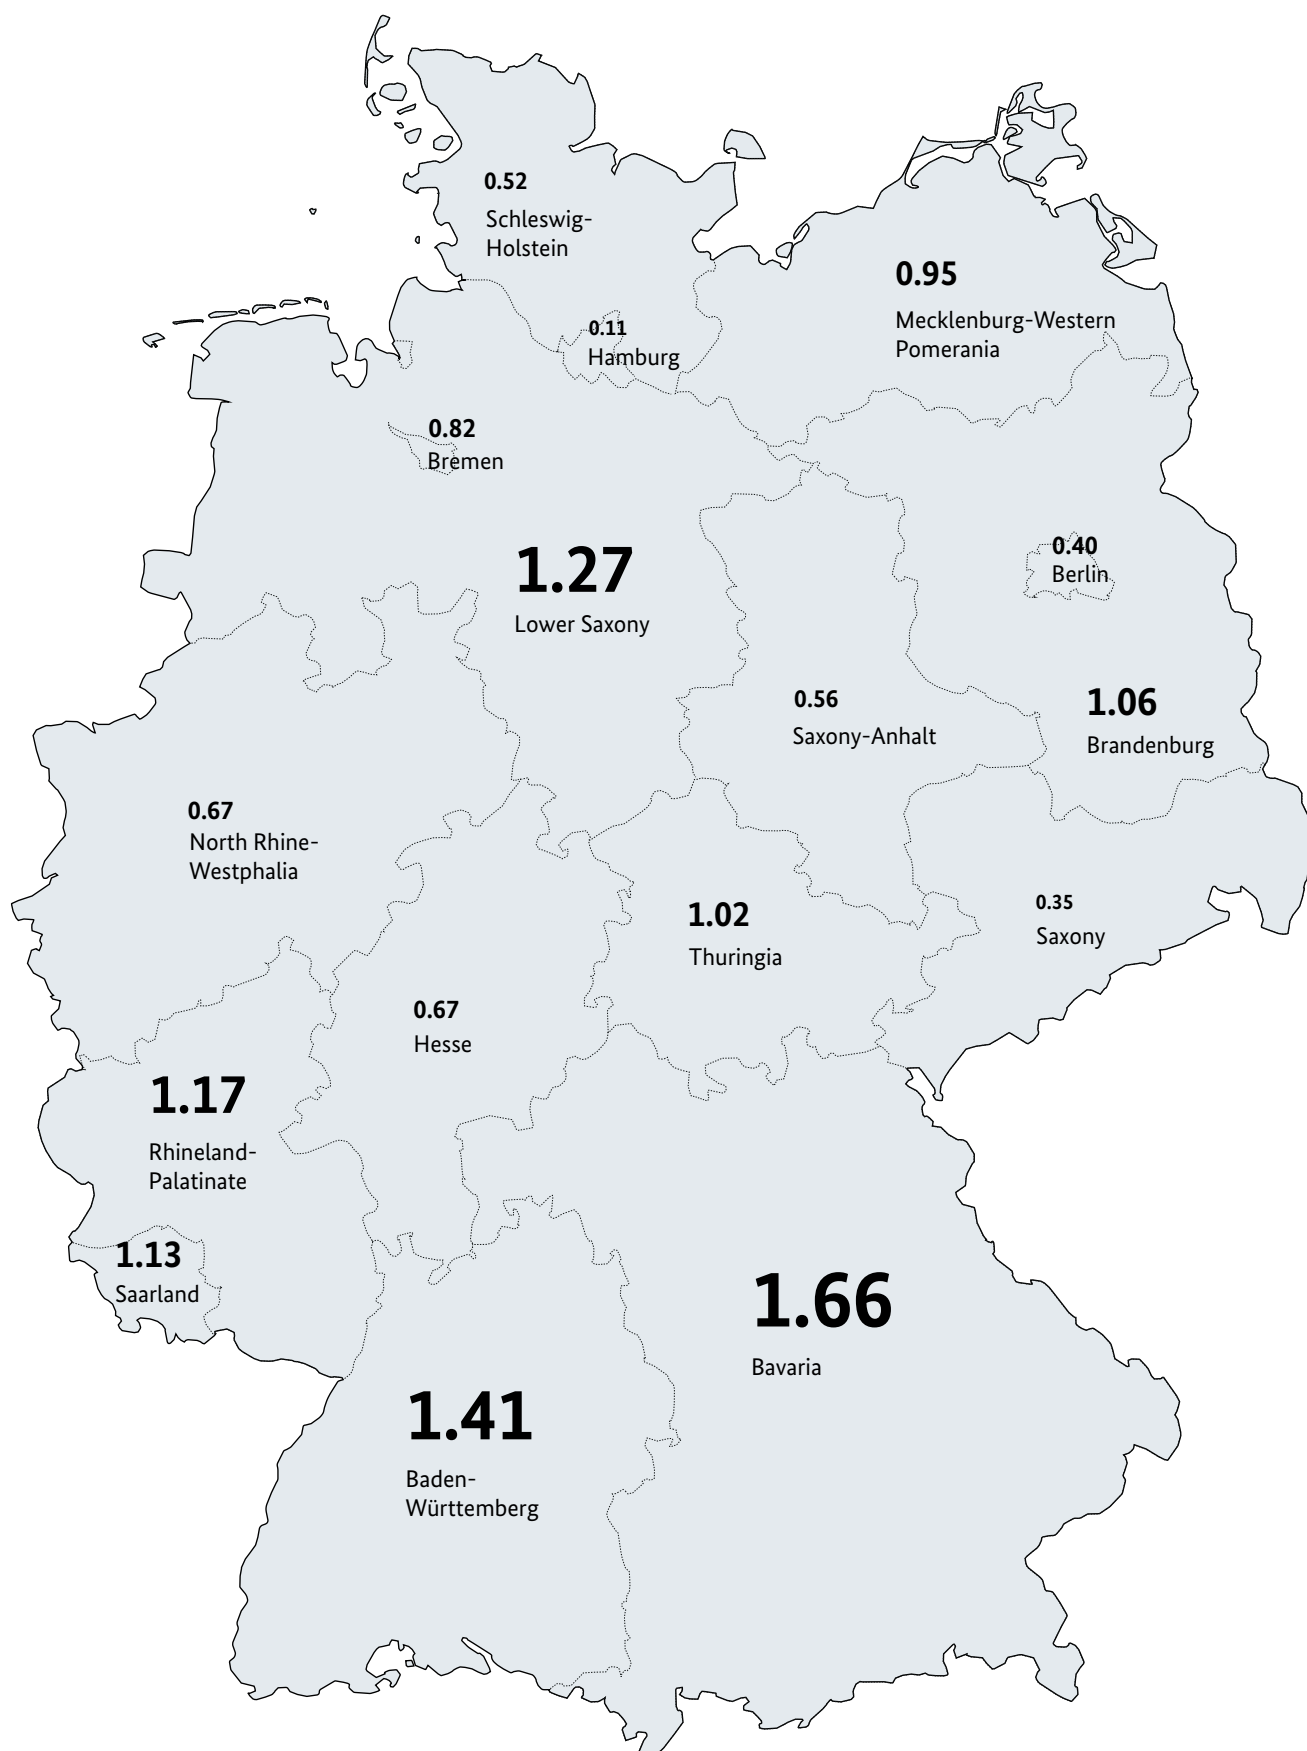 0.52
Schleswig-
Holstein
0.95
Mecklenburg-Western
Pomerania
0.11
Hamburg
0.82
Bremen
1.27
Lower Saxony
0.40
Berlin
0.56
Saxony-Anhalt
1.06
Brandenburg
0.67
North Rhine-
Westphalia
1.02
Thuringia
0.35
Saxony
0.67
Hesse
1.17
Rhineland-
Palatinate
1.13
Saarland
1.66
Bavaria
1.41
Baden-
Württemberg